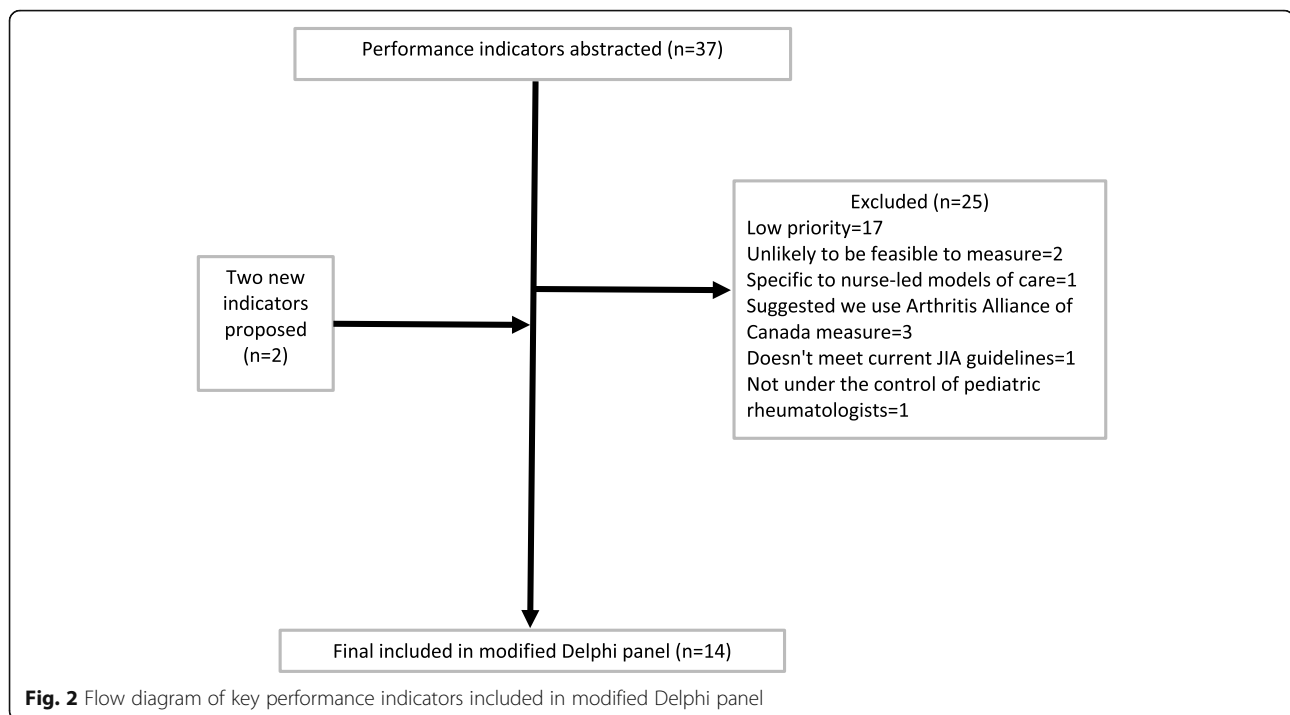 Performance indicators abstracted (n=37)
Excluded (n=25)
Low priority=17
Unlikely to be feasible to measure=2
Specific to nurse-led models of care=1
Suggested we use Arthritis Alliance of
Canada measure=3
Doesn't meet current JIA guidelines=1
Not under the control of pediatric
rheumatologists=1
Two new
indicators
proposed
(n=2)
Final included in modified Delphi panel (n=14)
Fig. 2 Flow diagram of key performance indicators included in modified Delphi panel